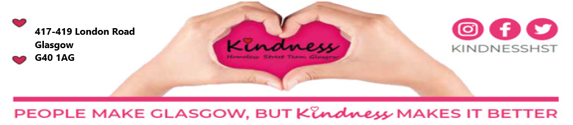 417-419 London Road
Glasgow
G40 1AG
Kindness
Homeless Street Team Glasgow
KINDNESSHST
PEOPLE MAKE GLASGOW, BUT Kindness MAKES IT BETTER